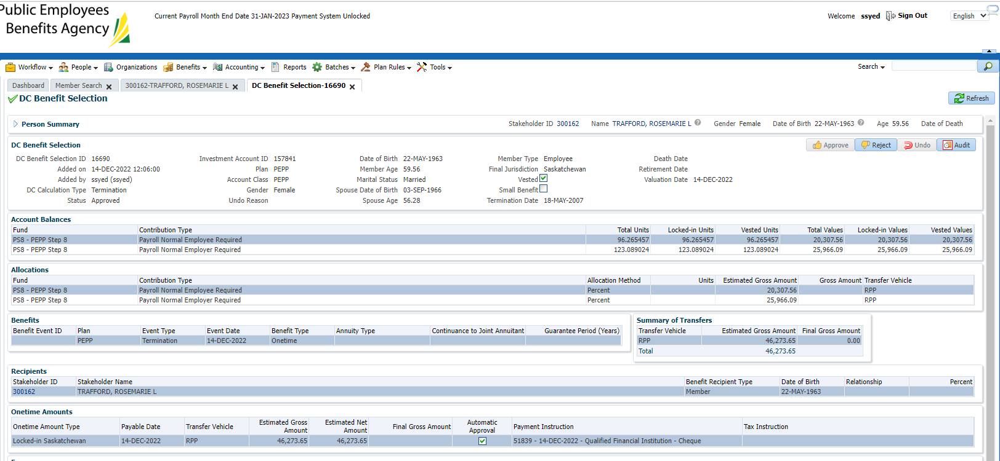 Public Employees
Benefits Agency
Current Payroll Month End Date 31-JAN-2023 Payment System Unlocked
Welcome ssyed Sign Out English
Workflow People Organizations Benefits Accounting Reports Batches Plan Rules Tools Search
Dashboard Member Search 300162-TRAFFORD, ROSEMARIE L DC Benefit Selection-16690
DC Benefit Selection Refresh
Person Summary Stakeholder ID 300162 Name TRAFFORD, ROSEMARIE L Gender Female Date of Birth 22-MAY-1963 Age 59.56 Date of Death
DC Benefit Selection Approve Reject Undo Audit
DC Benefit Selection ID 16690 Investment Account ID 157841 Date of Birth 22-MAY-1963 Member Type Employee Death Date
Added on 14-DEC-2022 12:06:00 Plan PEPP Member Age 59.56 Final Jurisdiction Saskatchewan Retirement Date
Added by ssyed (ssyed) Account Class PEPP Marital Status Married Vested Valuation Date 14-DEC-2022
DC Calculation Type Termination Gender Female Spouse Date of Birth 03-SEP-1966 Small Benefit
Status Approved Undo Reason Spouse Age 56.28 Termination Date 18-MAY-2007
Account Balances
Fund Contribution Type Total Units Locked-in Units Vested Units Total Values Locked-in Values Vested Values
PS8 - PEPP Step 8 Payroll Normal Employee Required 96.265457 96.265457 96.265457 20,307.56 20,307.56 20,307.56
PS8 - PEPP Step 8 Payroll Normal Employer Required 123.089024 123.089024 123.089024 25,966.09 25,966.09 25,966.09
Allocations
Fund Contribution Type Allocation Method Units Estimated Gross Amount Gross Amount Transfer Vehicle
PS8 - PEPP Step 8 Payroll Normal Employee Required Percent 20,307.56 RPP
PS8 - PEPP Step 8 Payroll Normal Employer Required Percent 25,966.09 RPP
Benefits
Benefit Event ID Plan Event Type Event Date Benefit Type Annuity Type Continuance to Joint Annuitant Guarantee Period (Years)
PEPP Termination 14-DEC-2022 Onetime
Summary of Transfers
Transfer Vehicle Estimated Gross Amount Final Gross Amount
RPP 46,273.65 0.00
Total 46,273.65
Recipients
Stakeholder ID Stakeholder Name Benefit Recipient Type Date of Birth Relationship Percent
300162 TRAFFORD, ROSEMARIE L Member 22-MAY-1963
Onetime Amounts
Onetime Amount Type Payable Date Transfer Vehicle Estimated Gross Amount Estimated Net Amount Final Gross Amount Automatic Approval Payment Instruction Tax Instruction
Locked-in Saskatchewan 14-DEC-2022 RPP 46,273.65 46,273.65 51839 - 14-DEC-2022 - Qualified Financial Institution - Cheque